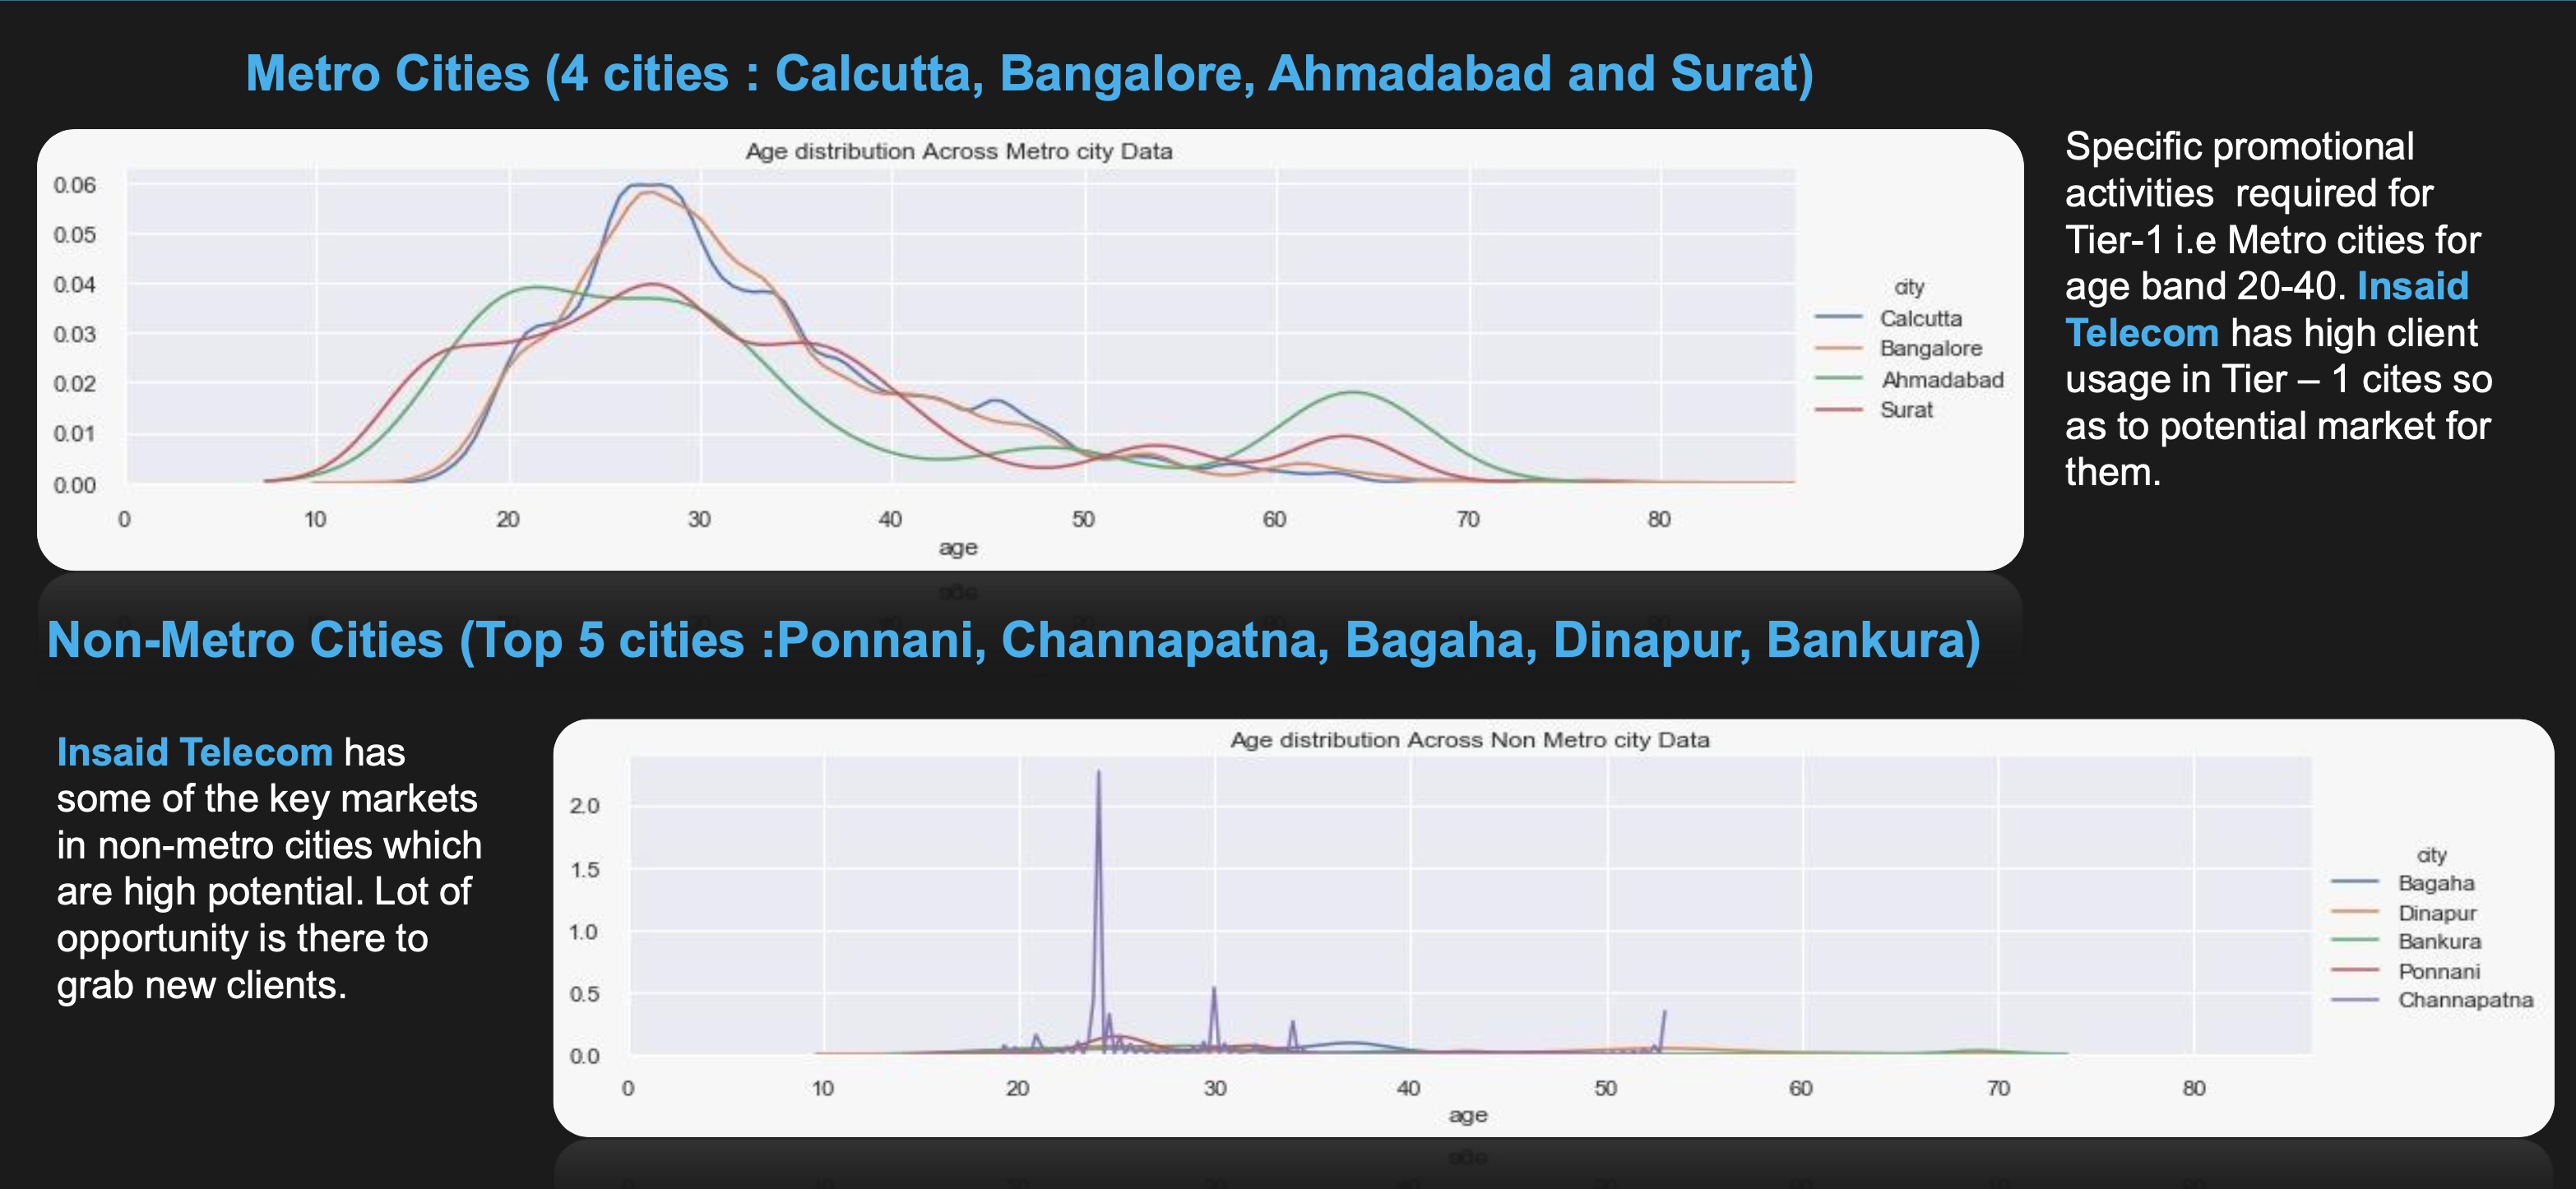 Metro Cities (4 cities : Calcutta, Bangalore, Ahmadabad and Surat)
Age distribution Across Metro city Data
0.06
0.05
0.04
0.03
0.02
0.01
0.00
0 10 20 30 40 50 60 70 80
age
city
Calcutta
Bangalore
Ahmadabad
Surat
Specific promotional
activities  required for
Tier-1 i.e Metro cities for
age band 20-40. Insaid
Telecom has high client
usage in Tier – 1 cites so
as to potential market for
them.
Non-Metro Cities (Top 5 cities :Ponnani, Channapatna, Bagaha, Dinapur, Bankura)
Insaid Telecom has
some of the key markets
in non-metro cities which
are high potential. Lot of
opportunity is there to
grab new clients.
Age distribution Across Non Metro city Data
2.0
1.5
1.0
0.5
0.0
0 10 20 30 40 50 60 70 80
age
city
Bagaha
Dinapur
Bankura
Ponnani
Channapatna